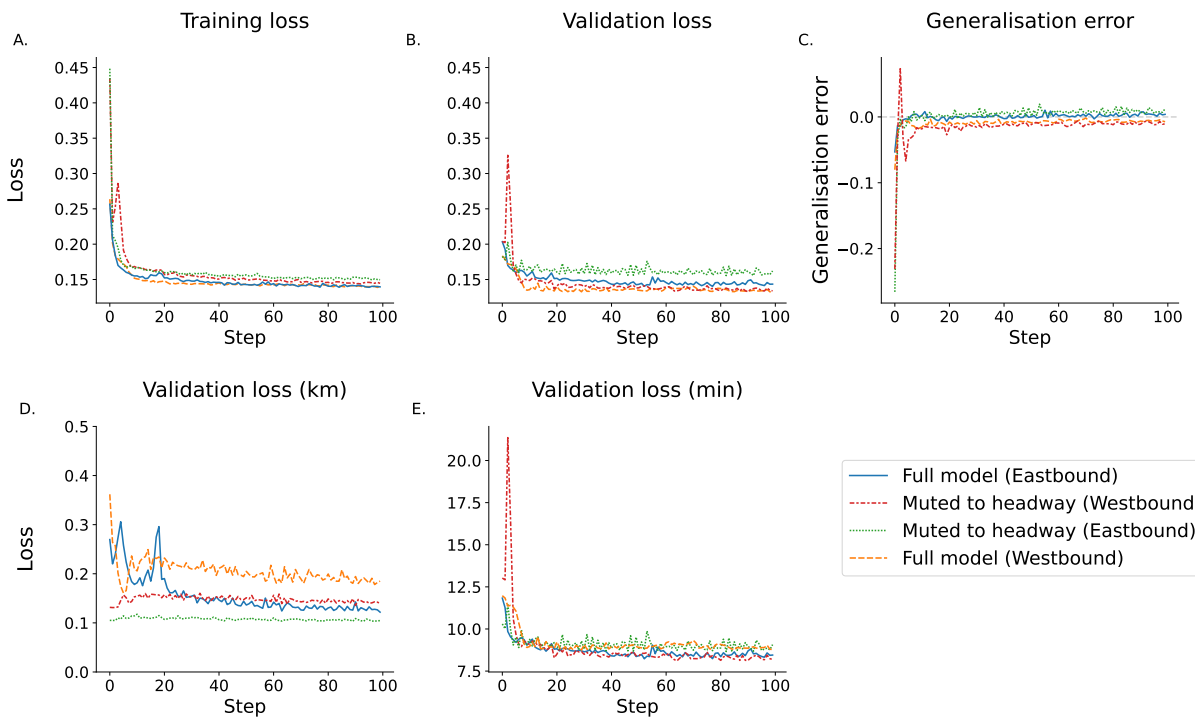 Training loss
Validation loss
Generalisation error
A.
B.
C.
0.45
0.40
0.35
0.30
0.25
0.20
0.15
Loss
0
20
40
60
80
100
Step
0.45
0.40
0.35
0.30
0.25
0.20
0.15
0
20
40
60
80
100
Step
0.0
−0.1
−0.2
Generalisation error
0
20
40
60
80
100
Step
Validation loss (km)
Validation loss (min)
D.
E.
0.5
0.4
0.3
0.2
0.1
0.0
Loss
0
20
40
60
80
100
Step
20.0
17.5
15.0
12.5
10.0
7.5
0
20
40
60
80
100
Step
Full model (Eastbound)
Muted to headway (Westbound
Muted to headway (Eastbound)
Full model (Westbound)